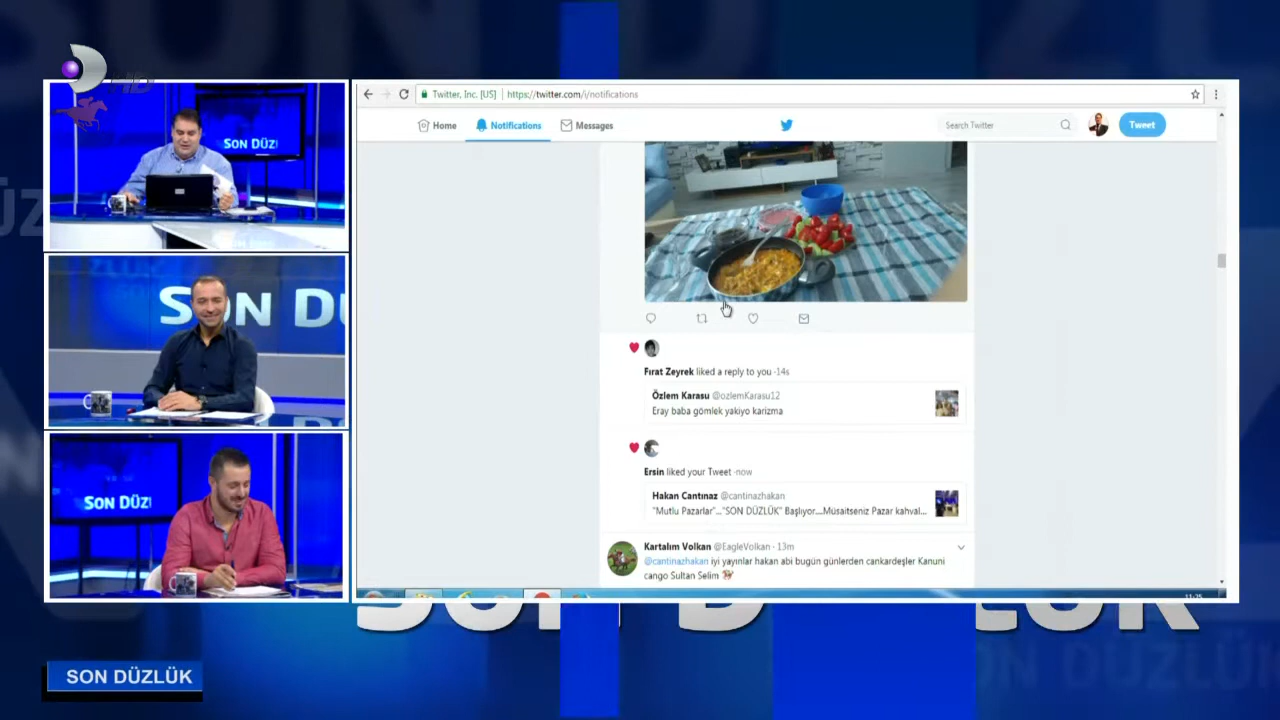 HD
SON DÜZ
SON DÜ
SON DÜZ
Twitter, Inc. [US] https://twitter.com/i/notifications
Home Notifications Messages
Search Twitter
Tweet
Fırat Zeyrek liked a reply to you · 14s
Özlem Karasu @ozlemKarasu12
Eray baba gömlek yakiyo karizma
Ersin liked your Tweet · now
Hakan Cantınaz @cantinazhakan
"Mutlu Pazarlar"..."SON DÜZLÜK" Başlıyor....Müsaitseniz Pazar kahval...
Kartalım Volkan @EagleVolkan · 13m
@cantinazhakan iyi yayınlar hakan abi bugün günlerden cankardeşler Kanuni
cango Sultan Selim
SON DÜZLÜK